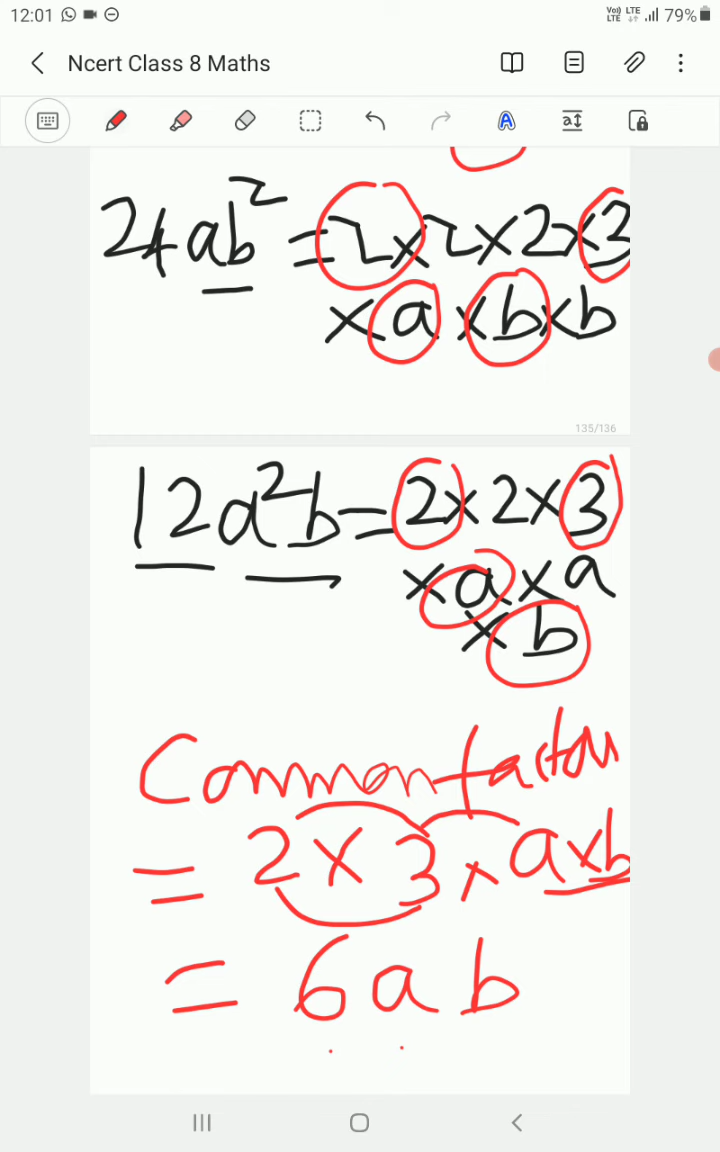 12:01 Vo) LTE LTE 79%
Ncert Class 8 Maths
24ab² = 2×2×2×3
×a×b×b
135/136
12a²b = 2×2×3
×a×a
×b
Common factor
= 2×3×a×b
= 6ab